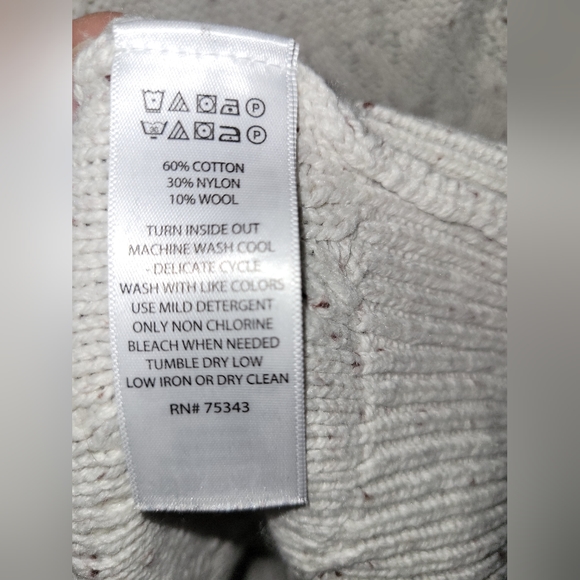 P
P
60% COTTON
30% NYLON
10% WOOL
TURN INSIDE OUT
MACHINE WASH COOL
- DELICATE CYCLE
WASH WITH LIKE COLORS
USE MILD DETERGENT
ONLY NON CHLORINE
BLEACH WHEN NEEDED
TUMBLE DRY LOW
LOW IRON OR DRY CLEAN
RN# 75343